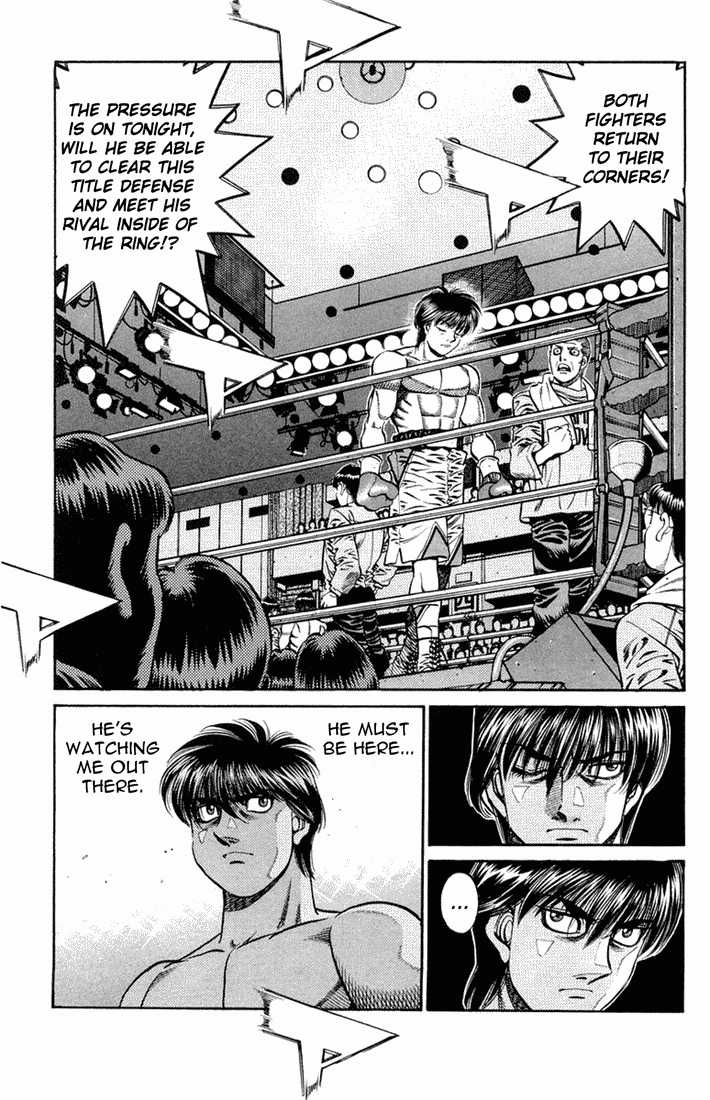 BOTH
FIGHTERS
RETURN
TO THEIR
CORNERS!
THE PRESSURE
IS ON TONIGHT,
WILL HE BE ABLE
TO CLEAR THIS
TITLE DEFENSE
AND MEET HIS
RIVAL INSIDE OF
THE RING!?
...
HE MUST
BE HERE...
HE'S
WATCHING
ME OUT
THERE.